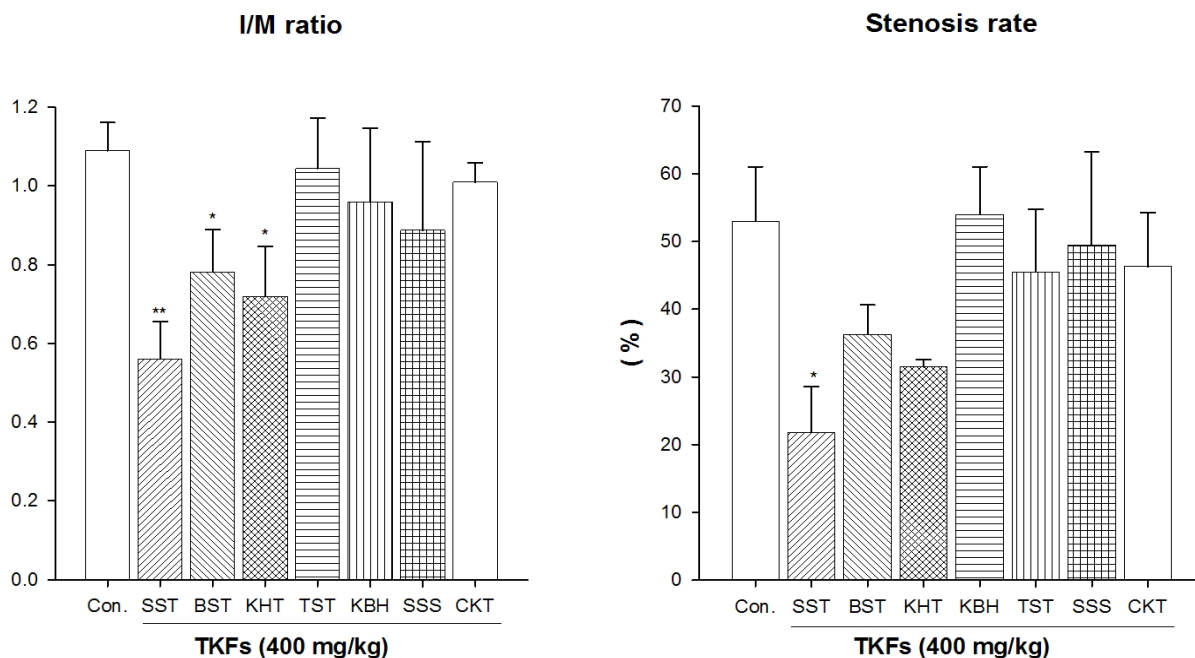 I/M ratio
1.2
1.0
0.8
0.6
0.4
0.2
0.0
**
*
*
Con. SST BST KHT TST KBH SSS CKT
TKFs (400 mg/kg)
Stenosis rate
70
60
50
40
30
20
10
0
( % )
*
Con. SST BST KHT KBH TST SSS CKT
TKFs (400 mg/kg)